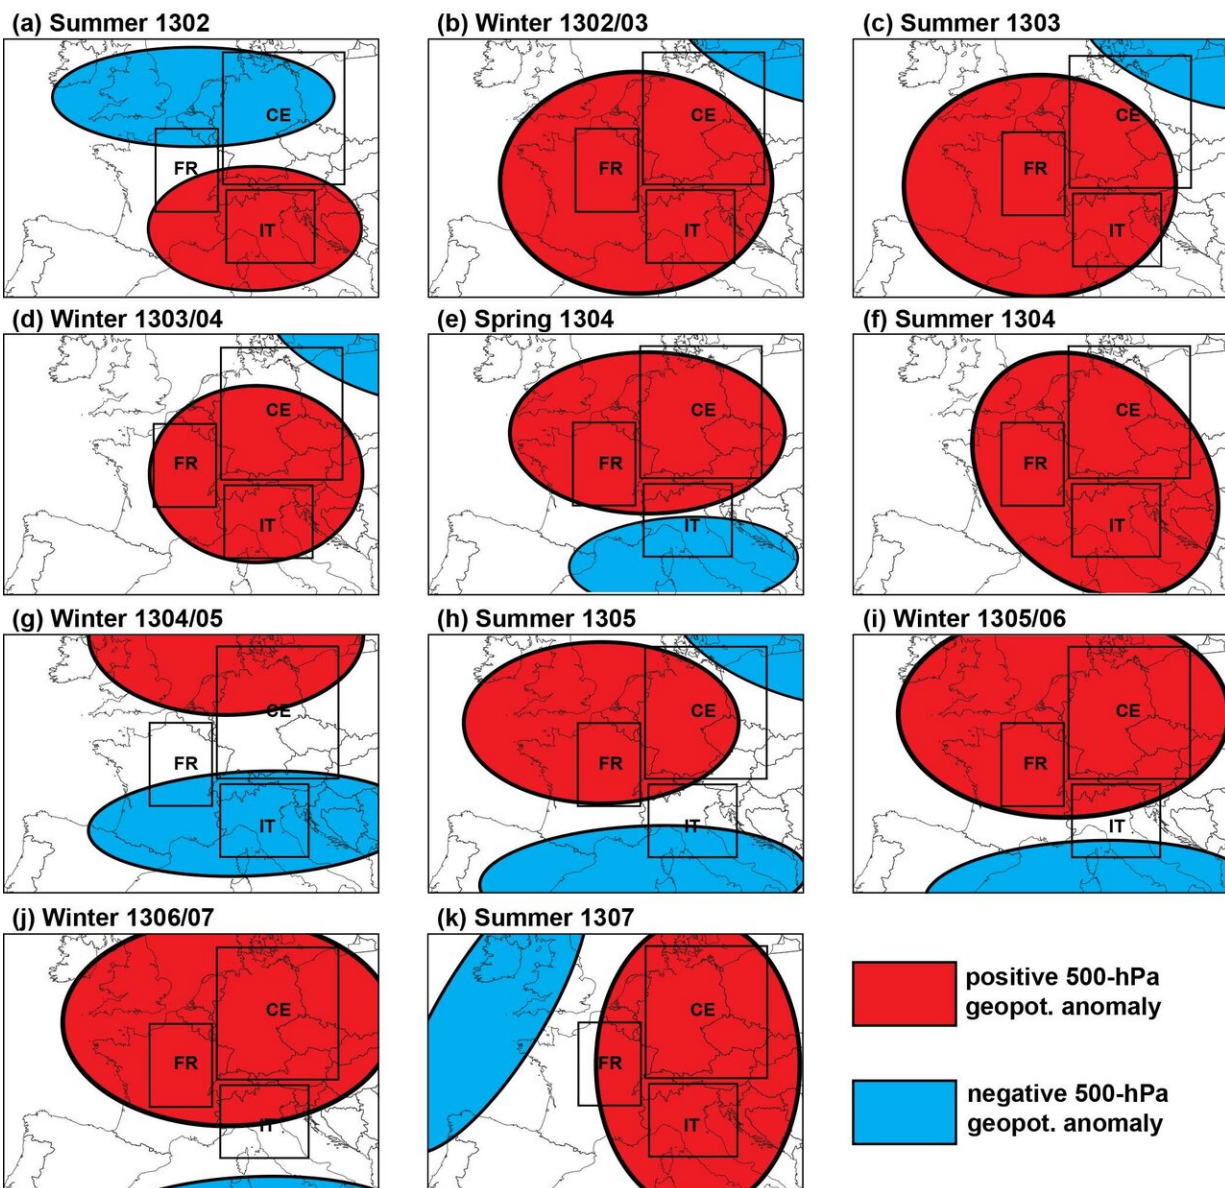 (a) Summer 1302
(b) Winter 1302/03
(c) Summer 1303
CE
FR
IT
CE
FR
IT
CE
FR
IT
(d) Winter 1303/04
(e) Spring 1304
(f) Summer 1304
CE
FR
IT
CE
FR
IT
CE
FR
IT
(g) Winter 1304/05
(h) Summer 1305
(i) Winter 1305/06
CE
FR
IT
CE
FR
IT
CE
FR
IT
(j) Winter 1306/07
(k) Summer 1307
CE
FR
IT
CE
FR
IT
positive 500-hPa
geopot. anomaly
negative 500-hPa
geopot. anomaly